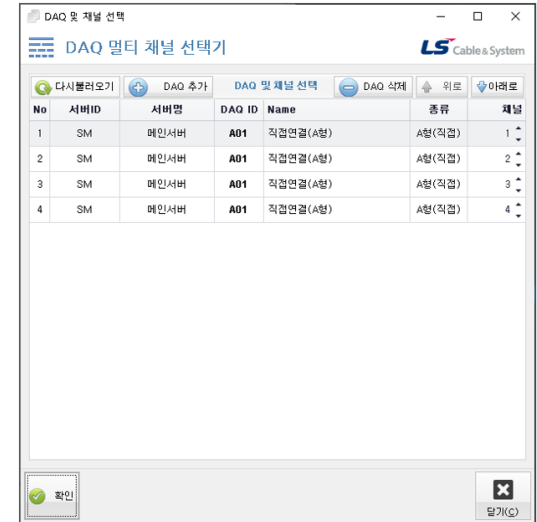 DAQ 및 채널 선택
DAQ 멀티 채널 선택기
LS Cable & System
다시불러오기 DAQ 추가 DAQ 및 채널 선택 DAQ 삭제 위로 아래로
No 서버ID 서버명 DAQ ID Name 종류 채널
1 SM 메인서버 A01 직접연결(A형) A형(직접) 1
2 SM 메인서버 A01 직접연결(A형) A형(직접) 2
3 SM 메인서버 A01 직접연결(A형) A형(직접) 3
4 SM 메인서버 A01 직접연결(A형) A형(직접) 4
확인
닫기(C)